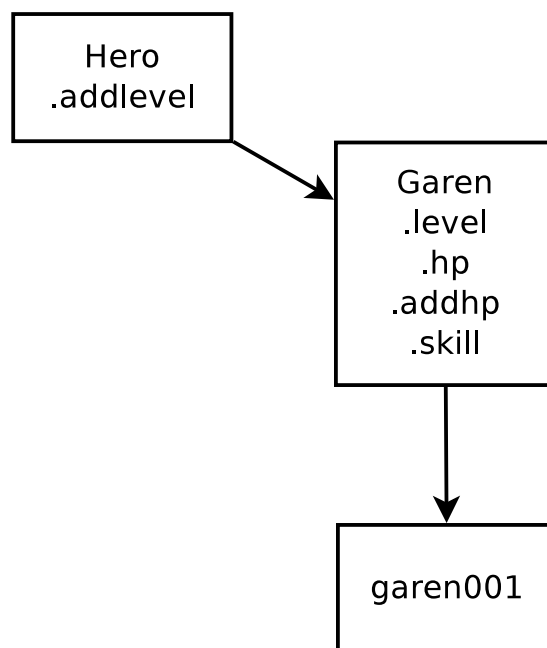 Hero
.addlevel
Garen
.level
.hp
.addhp
.skill
garen001